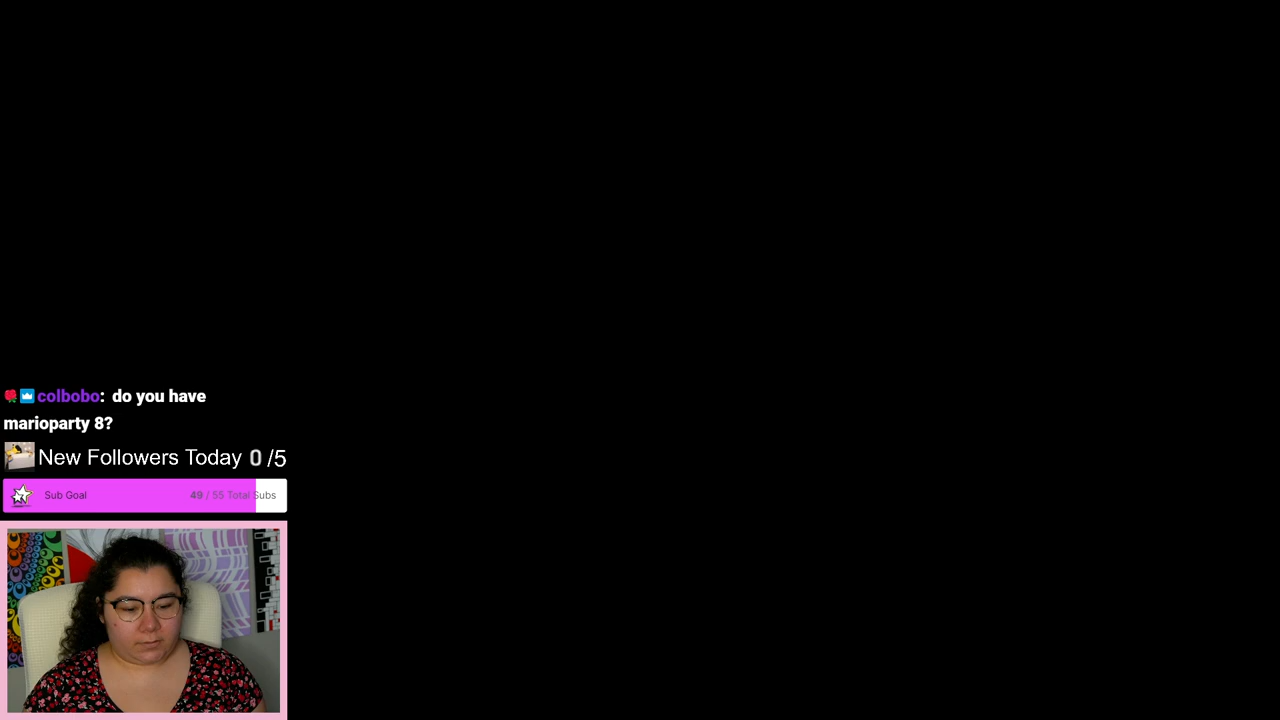 colbobo: do you have
marioparty 8?
New Followers Today 0 /5
Sub Goal 49 / 55 Total Subs